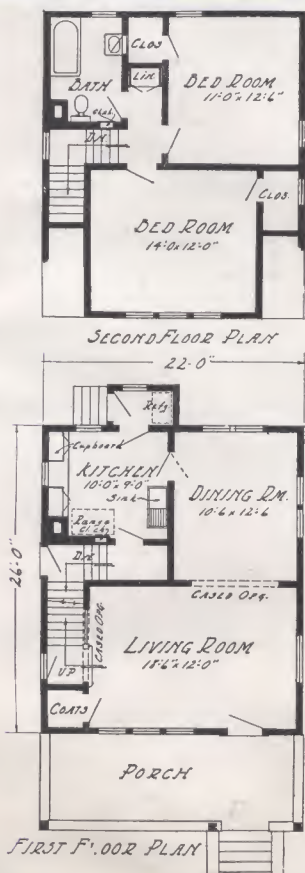 CLOS
BATH
LIN
BED ROOM
11'-0" x 12'-6"
DN
CLOS.
BED ROOM
14'-0 x 12'-0"
SECOND FLOOR PLAN
22'-0"
Refg
Cupboard
KITCHEN
10'-0" x 9'-0"
Sink
DINING RM.
10'-6 x 12'-6
Range
DN
26'-0"
CASED OPG.
CASED OPG.
LIVING ROOM
18'-6" x 12'-0"
UP
COATS
PORCH
FIRST FLOOR PLAN